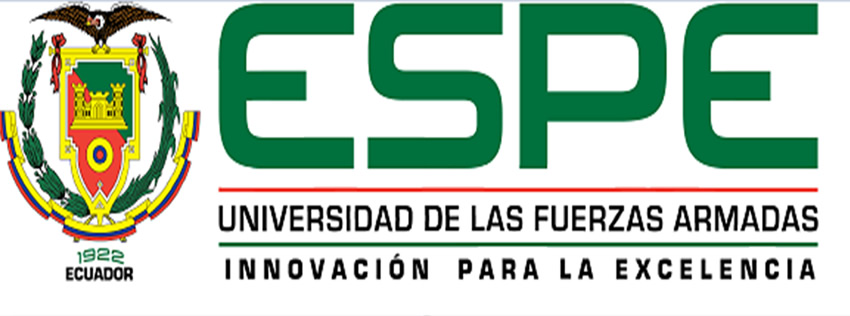 ESPE
UNIVERSIDAD DE LAS FUERZAS ARMADAS
INNOVACIÓN PARA LA EXCELENCIA
1922
ECUADOR